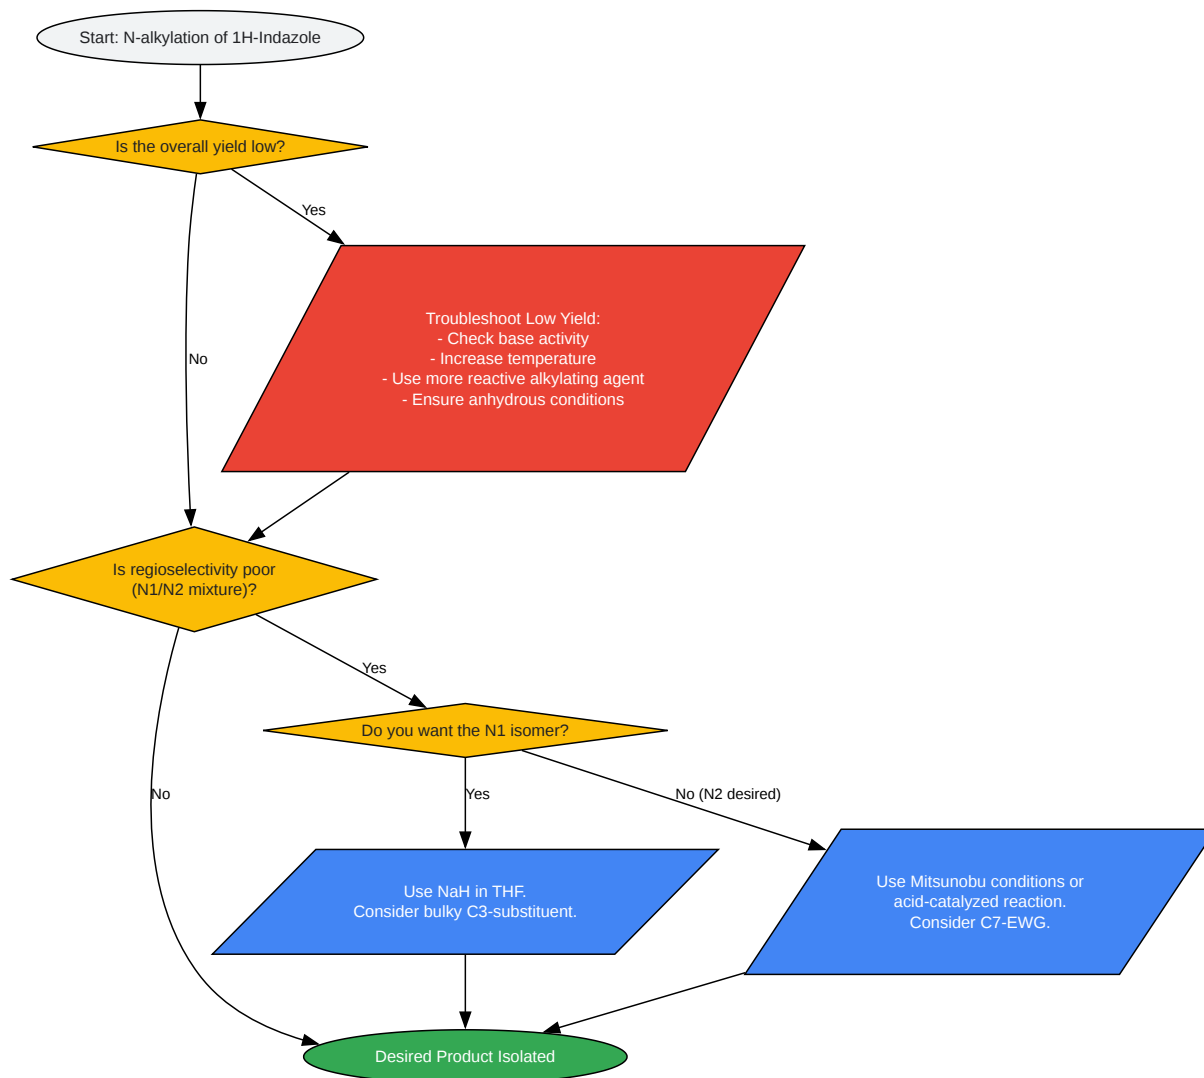 Start: N-alkylation of 1H-Indazole
Is the overall yield low?
Yes
Troubleshoot Low Yield:
- Check base activity
- Increase temperature
- Use more reactive alkylating agent
- Ensure anhydrous conditions
No
Is regioselectivity poor
(N1/N2 mixture)?
Yes
Do you want the N1 isomer?
No
Yes
No (N2 desired)
Use NaH in THF.
Consider bulky C3-substituent.
Use Mitsunobu conditions or
acid-catalyzed reaction.
Consider C7-EWG.
Desired Product Isolated